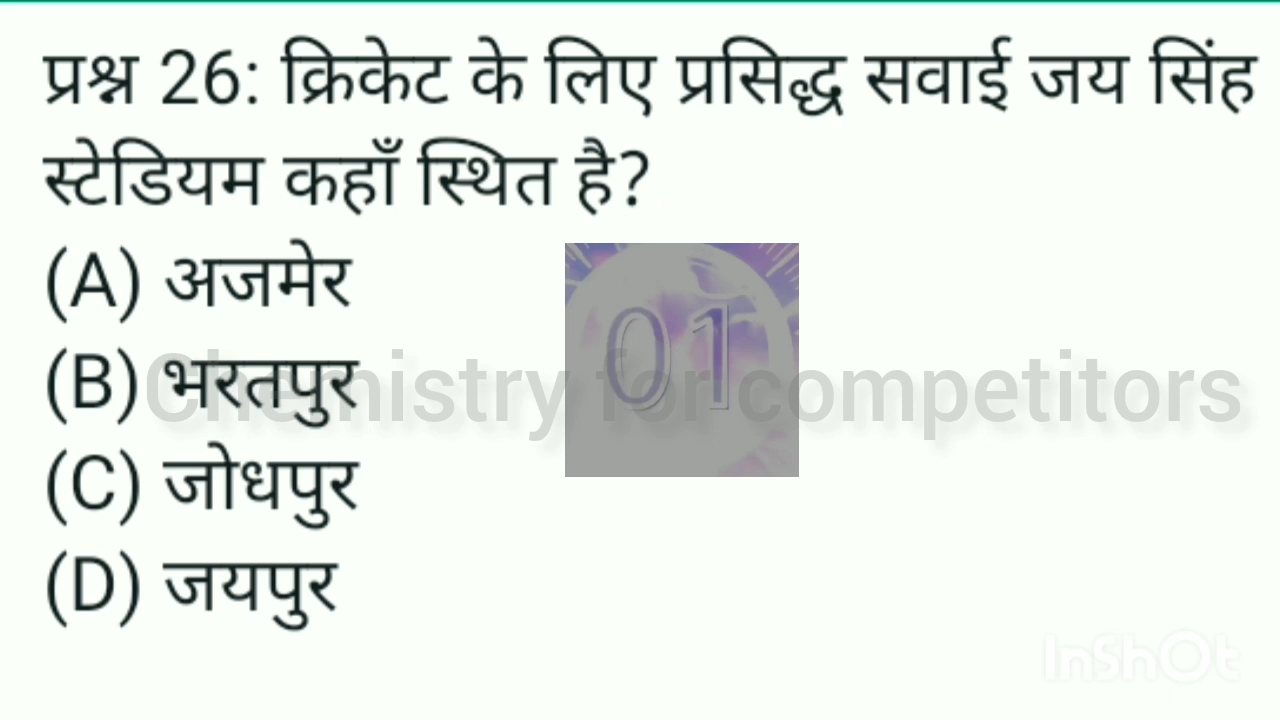 प्रश्न 26: क्रिकेट के लिए प्रसिद्ध सवाई जय सिंह
स्टेडियम कहाँ स्थित है?
(A) अजमेर
(B) भरतपुर
(C) जोधपुर
(D) जयपुर
01
Chemistry for competitors
InShOt